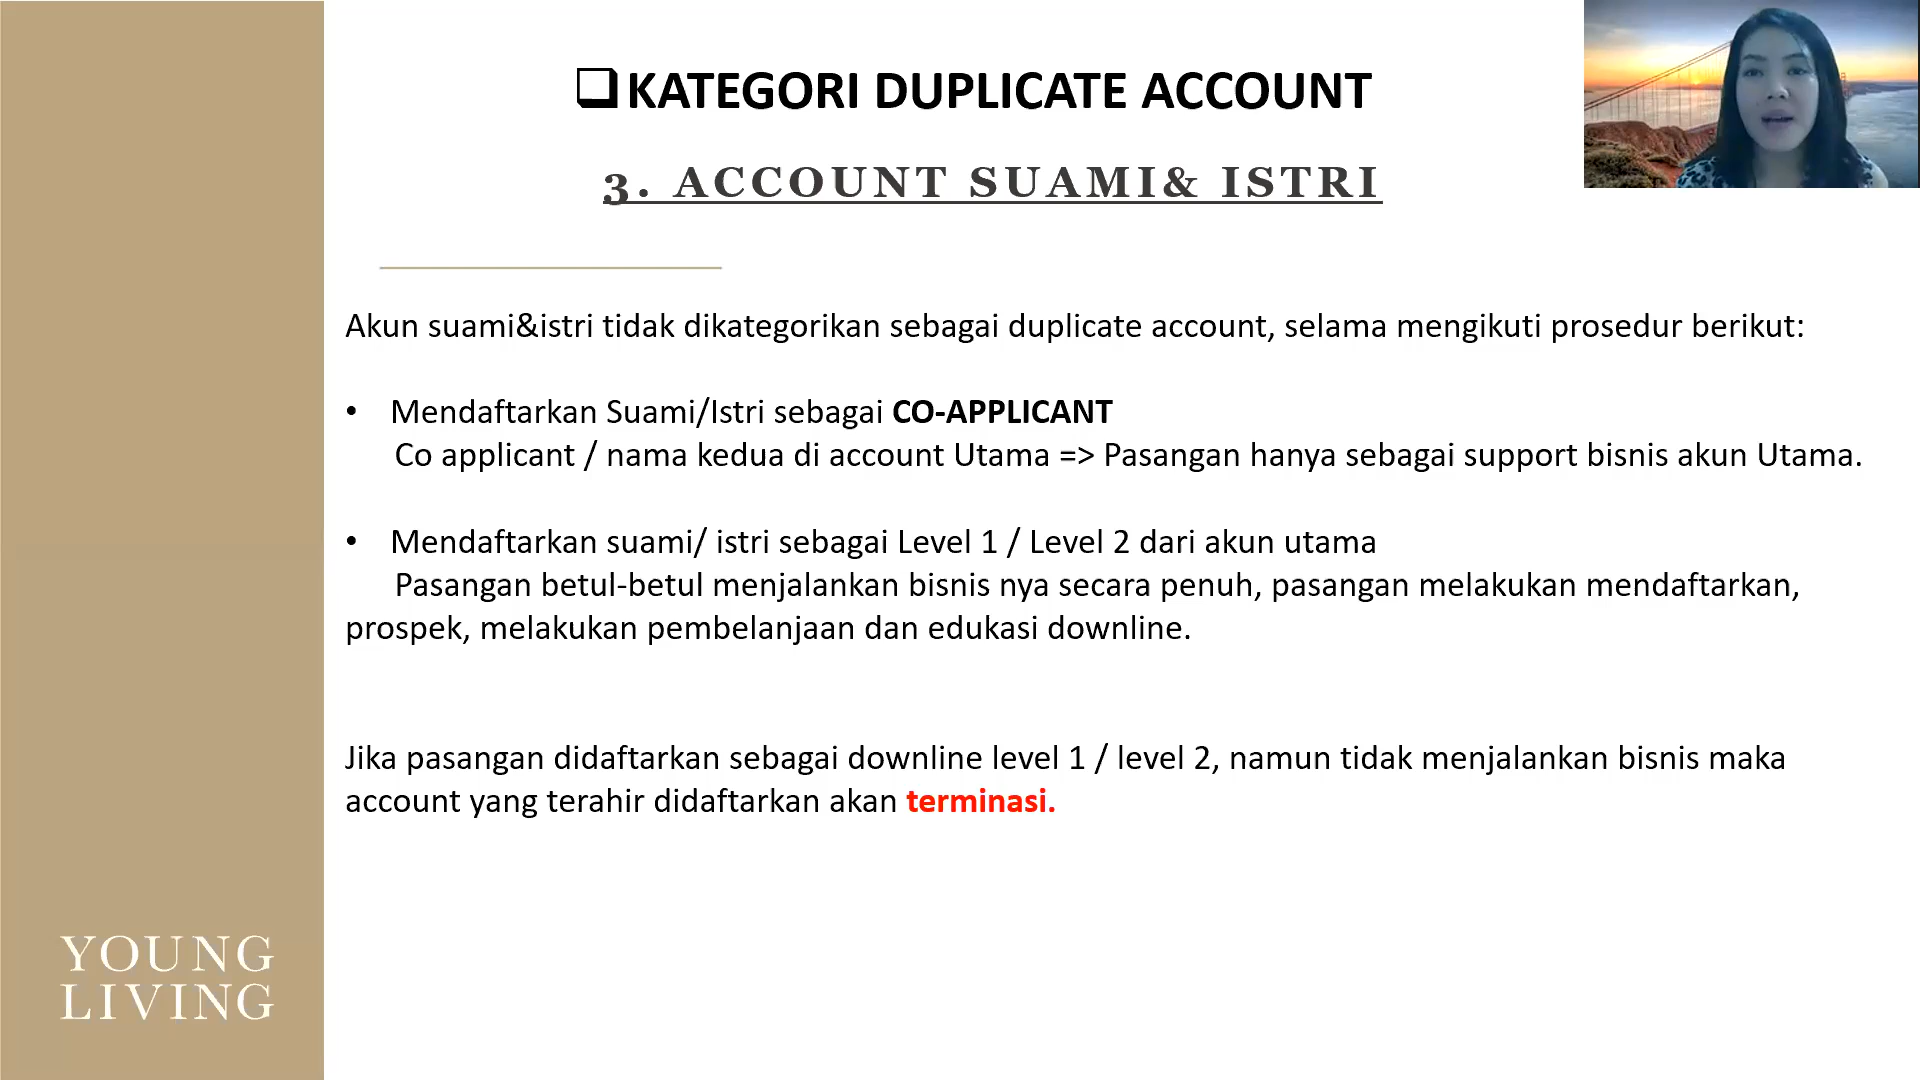 KATEGORI DUPLICATE ACCOUNT
3. ACCOUNT SUAMI& ISTRI
Akun suami&istri tidak dikategorikan sebagai duplicate account, selama mengikuti prosedur berikut:
• Mendaftarkan Suami/Istri sebagai CO-APPLICANT
Co applicant / nama kedua di account Utama => Pasangan hanya sebagai support bisnis akun Utama.
• Mendaftarkan suami/ istri sebagai Level 1 / Level 2 dari akun utama
Pasangan betul-betul menjalankan bisnis nya secara penuh, pasangan melakukan mendaftarkan,
prospek, melakukan pembelanjaan dan edukasi downline.
Jika pasangan didaftarkan sebagai downline level 1 / level 2, namun tidak menjalankan bisnis maka
account yang terahir didaftarkan akan terminasi.
YOUNG
LIVING